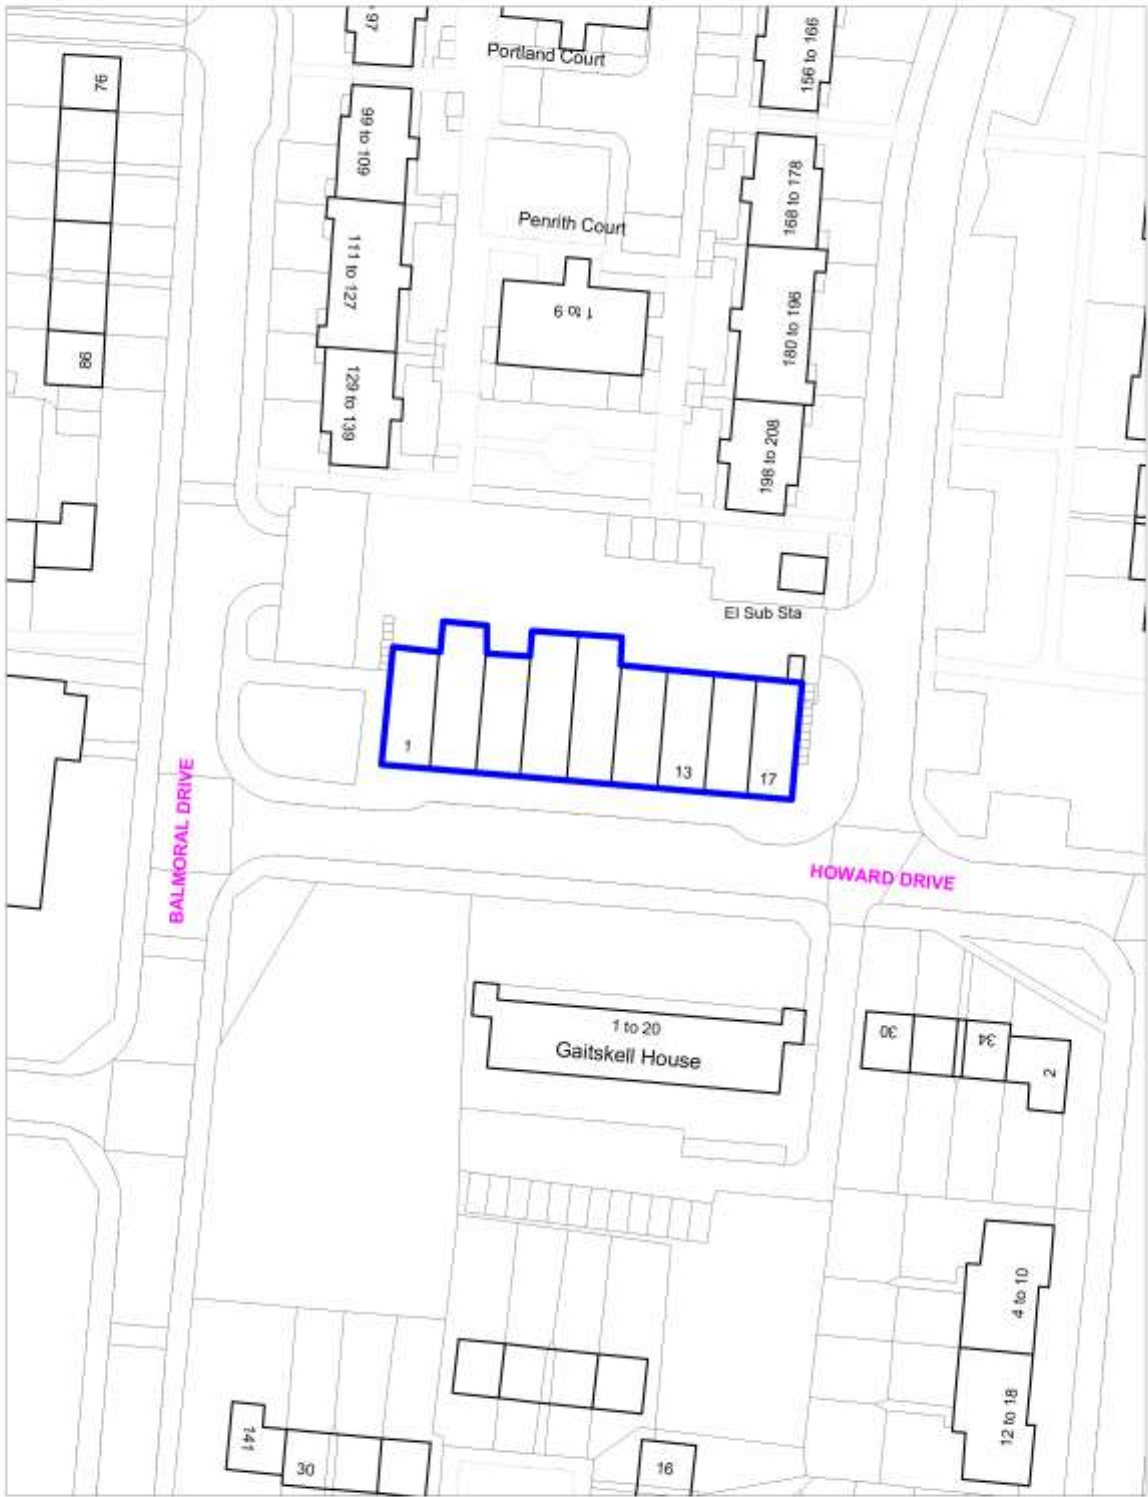 97
Portland Court
156 to 166
76
99 to 109
168 to 178
Penrith Court
111 to 127
1 to 9
180 to 196
86
129 to 139
198 to 208
El Sub Sta
1
13
17
BALMORAL DRIVE
HOWARD DRIVE
1 to 20
Gaitskell House
30
34
2
4 to 10
12 to 18
141
30
16